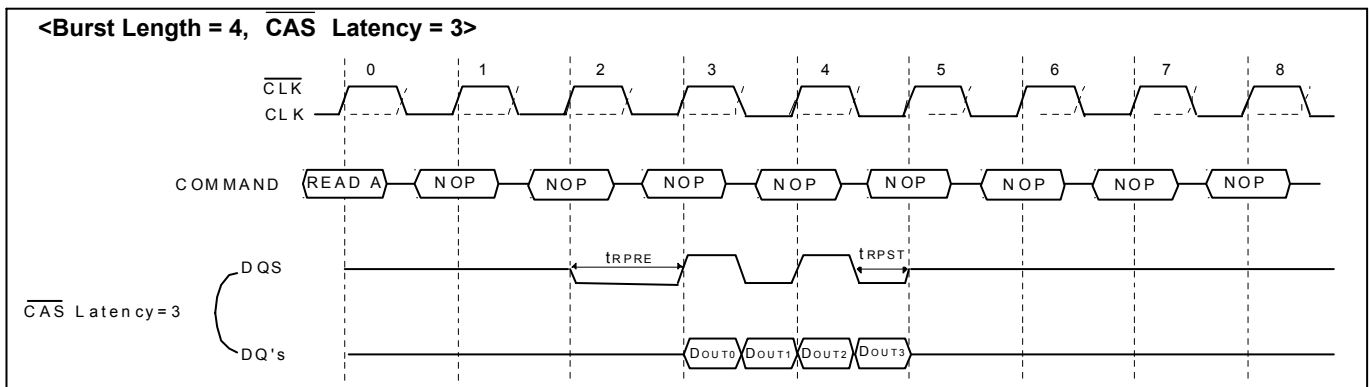 <Burst Length = 4, CAS Latency = 3>
0 1 2 3 4 5 6 7 8
CLK
CLK
COMMAND READ A NOP NOP NOP NOP NOP NOP NOP NOP
DQS tRPRE tRPST
CAS Latency=3
DQ's DOUT0 DOUT1 DOUT2 DOUT3